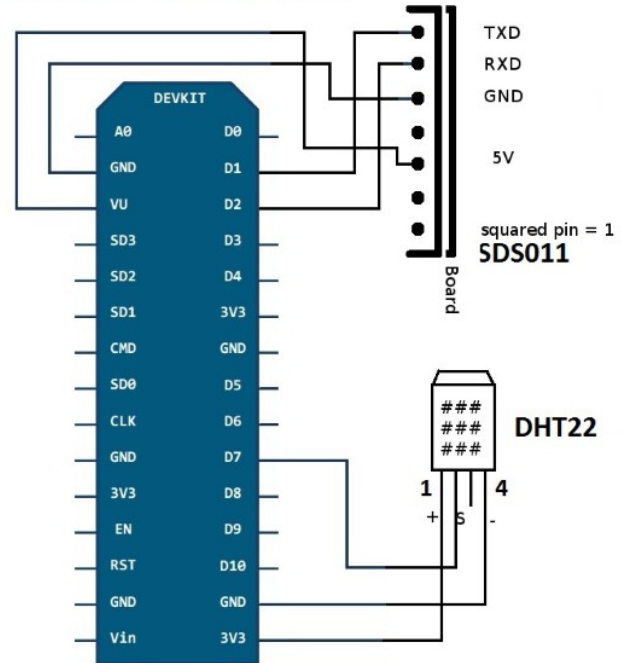 DEVKIT
A0 D0
GND D1
VU D2
SD3 D3
SD2 D4
SD1 3V3
CMD GND
SD0 D5
CLK D6
GND D7
3V3 D8
EN D9
RST D10
GND GND
Vin 3V3
TXD
RXD
GND
5V
squared pin = 1
SDS011
Board
###
###
###
DHT22
1 4
+ S -